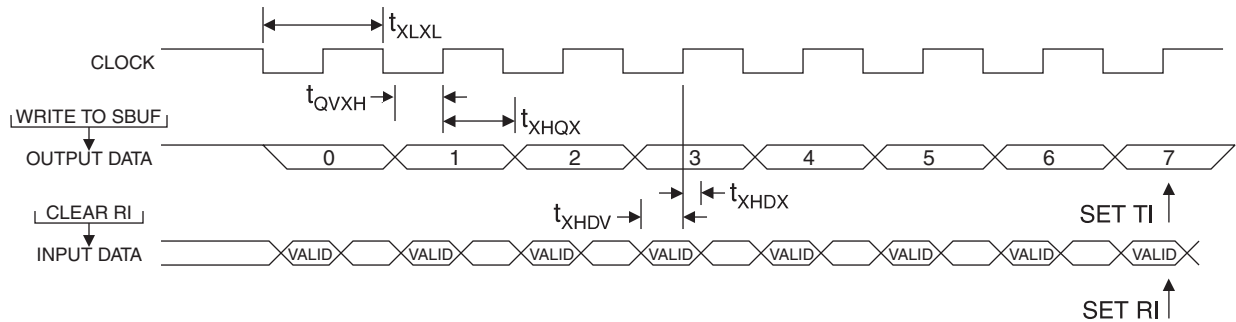 tXLXL
CLOCK
tQVXH
tXHQX
WRITE TO SBUF
OUTPUT DATA
0 1 2 3 4 5 6 7
tXHDV
tXHDX
SET TI
CLEAR RI
INPUT DATA
VALID VALID VALID VALID VALID VALID VALID VALID
SET RI